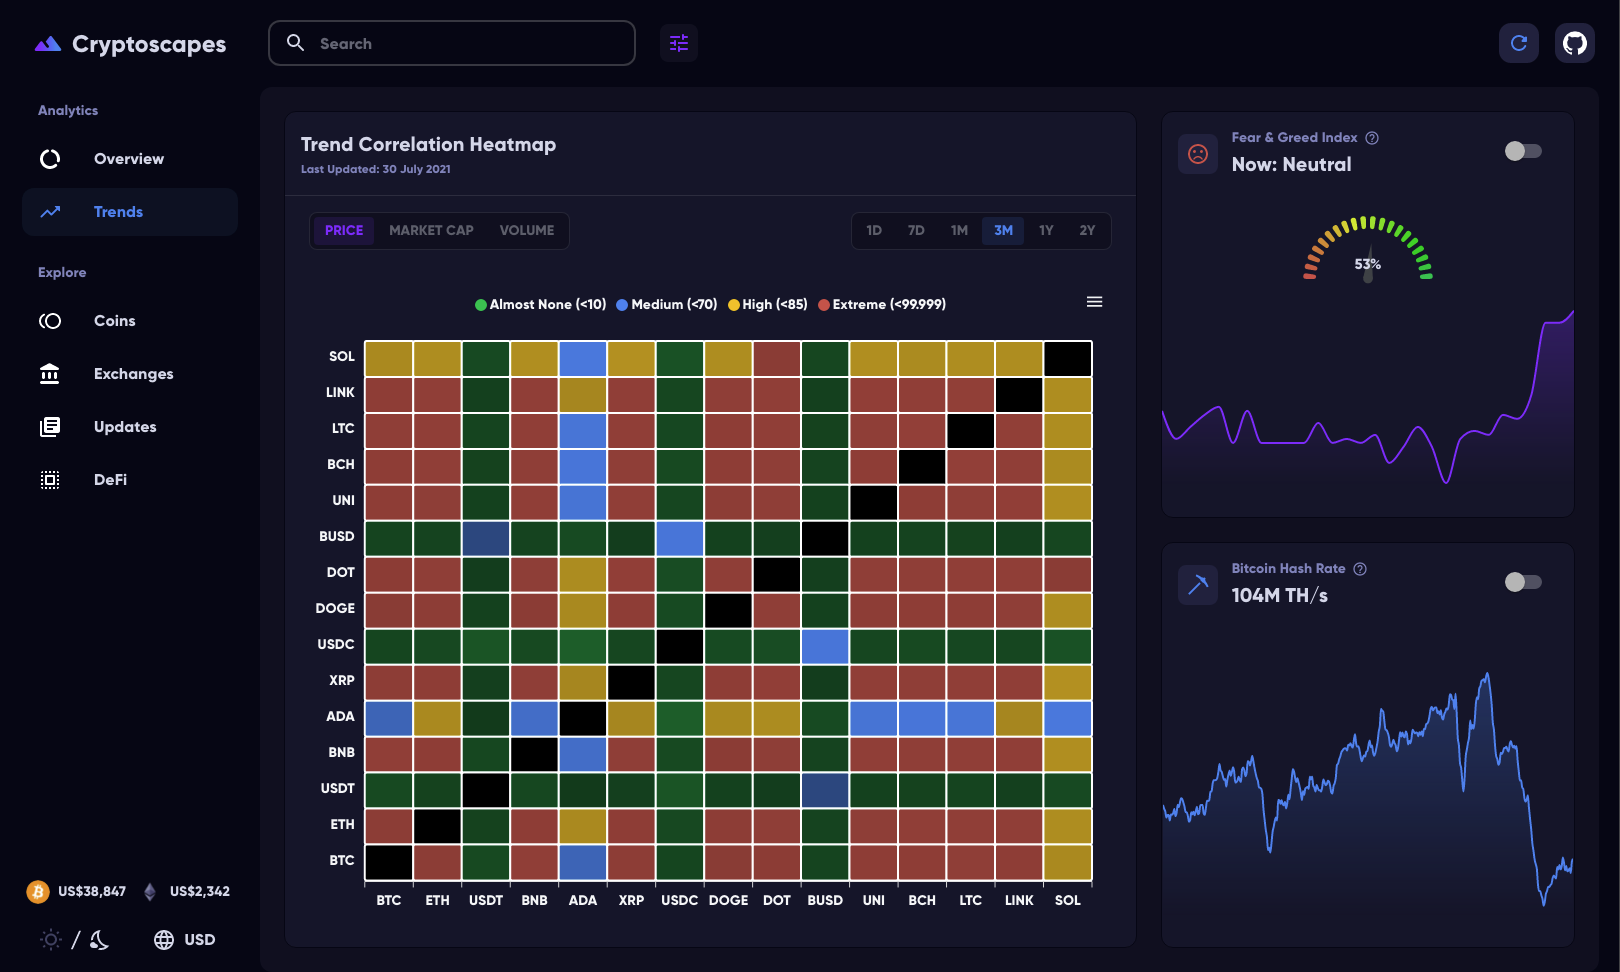 Cryptoscapes
Search
Analytics
Overview
Trends
Explore
Coins
Exchanges
Updates
DeFi
US$38,847 US$2,342
/ USD
Trend Correlation Heatmap
Last Updated: 30 July 2021
PRICE MARKET CAP VOLUME
1D 7D 1M 3M 1Y 2Y
Almost None (<10) Medium (<70) High (<85) Extreme (<99.999)
SOL
LINK
LTC
BCH
UNI
BUSD
DOT
DOGE
USDC
XRP
ADA
BNB
USDT
ETH
BTC
BTC ETH USDT BNB ADA XRP USDC DOGE DOT BUSD UNI BCH LTC LINK SOL
Fear & Greed Index
Now: Neutral
53%
Bitcoin Hash Rate
104M TH/s